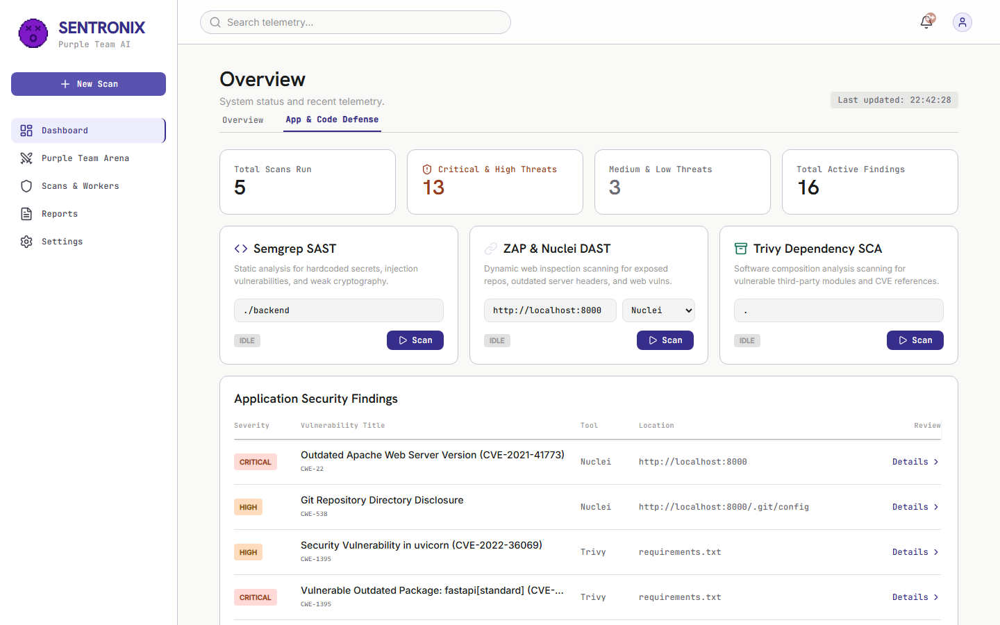 SENTRONIX
Purple Team AI
New Scan
Dashboard
Purple Team Arena
Scans & Workers
Reports
Settings
Search telemetry...
Overview
System status and recent telemetry.
Last updated: 22:42:28
Overview
App & Code Defense
Total Scans Run
5
Critical & High Threats
13
Medium & Low Threats
3
Total Active Findings
16
Semgrep SAST
Static analysis for hardcoded secrets, injection
vulnerabilities, and weak cryptography.
./backend
IDLE
Scan
ZAP & Nuclei DAST
Dynamic web inspection scanning for exposed
repos, outdated server headers, and web vulns.
http://localhost:8000
Nuclei
IDLE
Scan
Trivy Dependency SCA
Software composition analysis scanning for
vulnerable third-party modules and CVE references.
.
IDLE
Scan
Application Security Findings
Severity Vulnerability Title Tool Location Review
CRITICAL Outdated Apache Web Server Version (CVE-2021-41773) Nuclei http://localhost:8000 Details
CWE-22
HIGH Git Repository Directory Disclosure Nuclei http://localhost:8000/.git/config Details
CWE-538
HIGH Security Vulnerability in uvicorn (CVE-2022-36069) Trivy requirements.txt Details
CWE-1395
CRITICAL Vulnerable Outdated Package: fastapi[standard] (CVE-... Trivy requirements.txt Details
CWE-1395